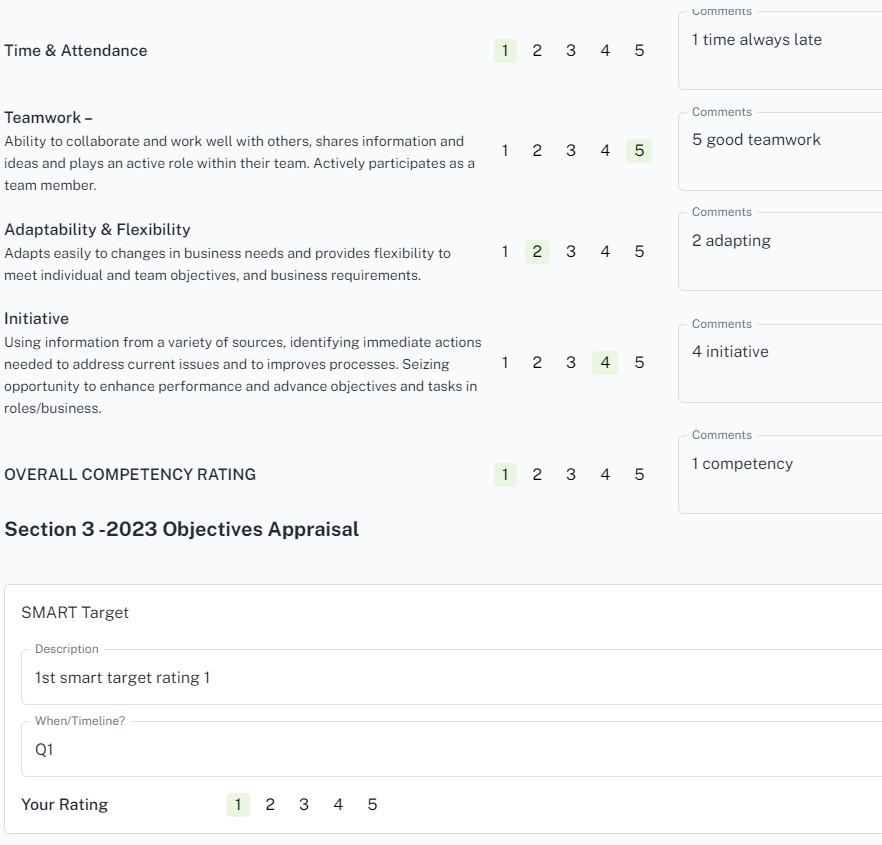 Comments
Time & Attendance
1 2 3 4 5
1 time always late
Teamwork –
Ability to collaborate and work well with others, shares information and
ideas and plays an active role within their team. Actively participates as a
team member.
1 2 3 4 5
Comments
5 good teamwork
Adaptability & Flexibility
Adapts easily to changes in business needs and provides flexibility to
meet individual and team objectives, and business requirements.
1 2 3 4 5
Comments
2 adapting
Initiative
Using information from a variety of sources, identifying immediate actions
needed to address current issues and to improves processes. Seizing
opportunity to enhance performance and advance objectives and tasks in
roles/business.
1 2 3 4 5
Comments
4 initiative
OVERALL COMPETENCY RATING
1 2 3 4 5
Comments
1 competency
Section 3 -2023 Objectives Appraisal
SMART Target
Description
1st smart target rating 1
When/Timeline?
Q1
Your Rating
1 2 3 4 5